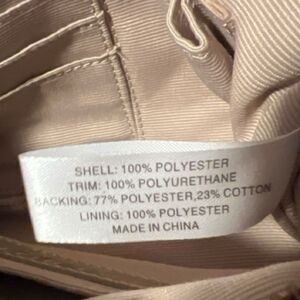 SHELL: 100% POLYESTER
TRIM: 100% POLYURETHANE
BACKING: 77% POLYESTER,23% COTTON
LINING: 100% POLYESTER
MADE IN CHINA